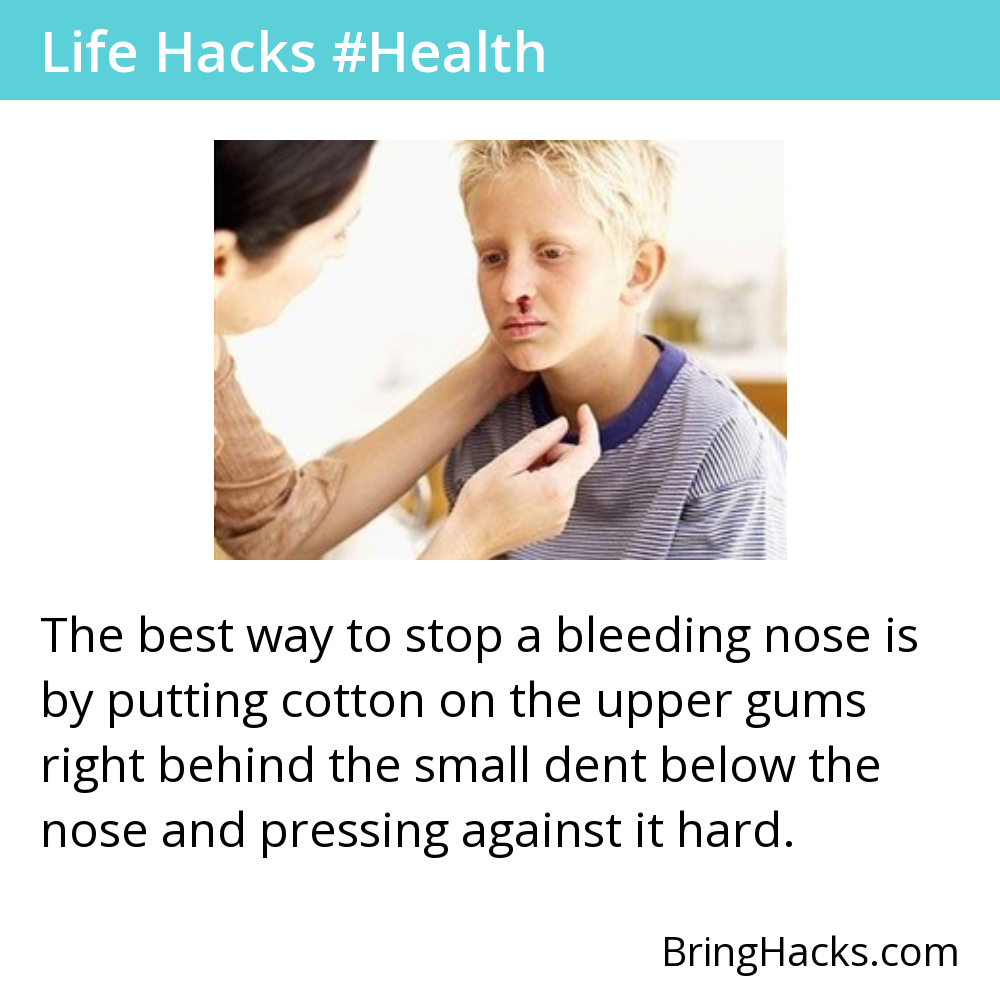 Life Hacks #Health
The best way to stop a bleeding nose is
by putting cotton on the upper gums
right behind the small dent below the
nose and pressing against it hard.
BringHacks.com